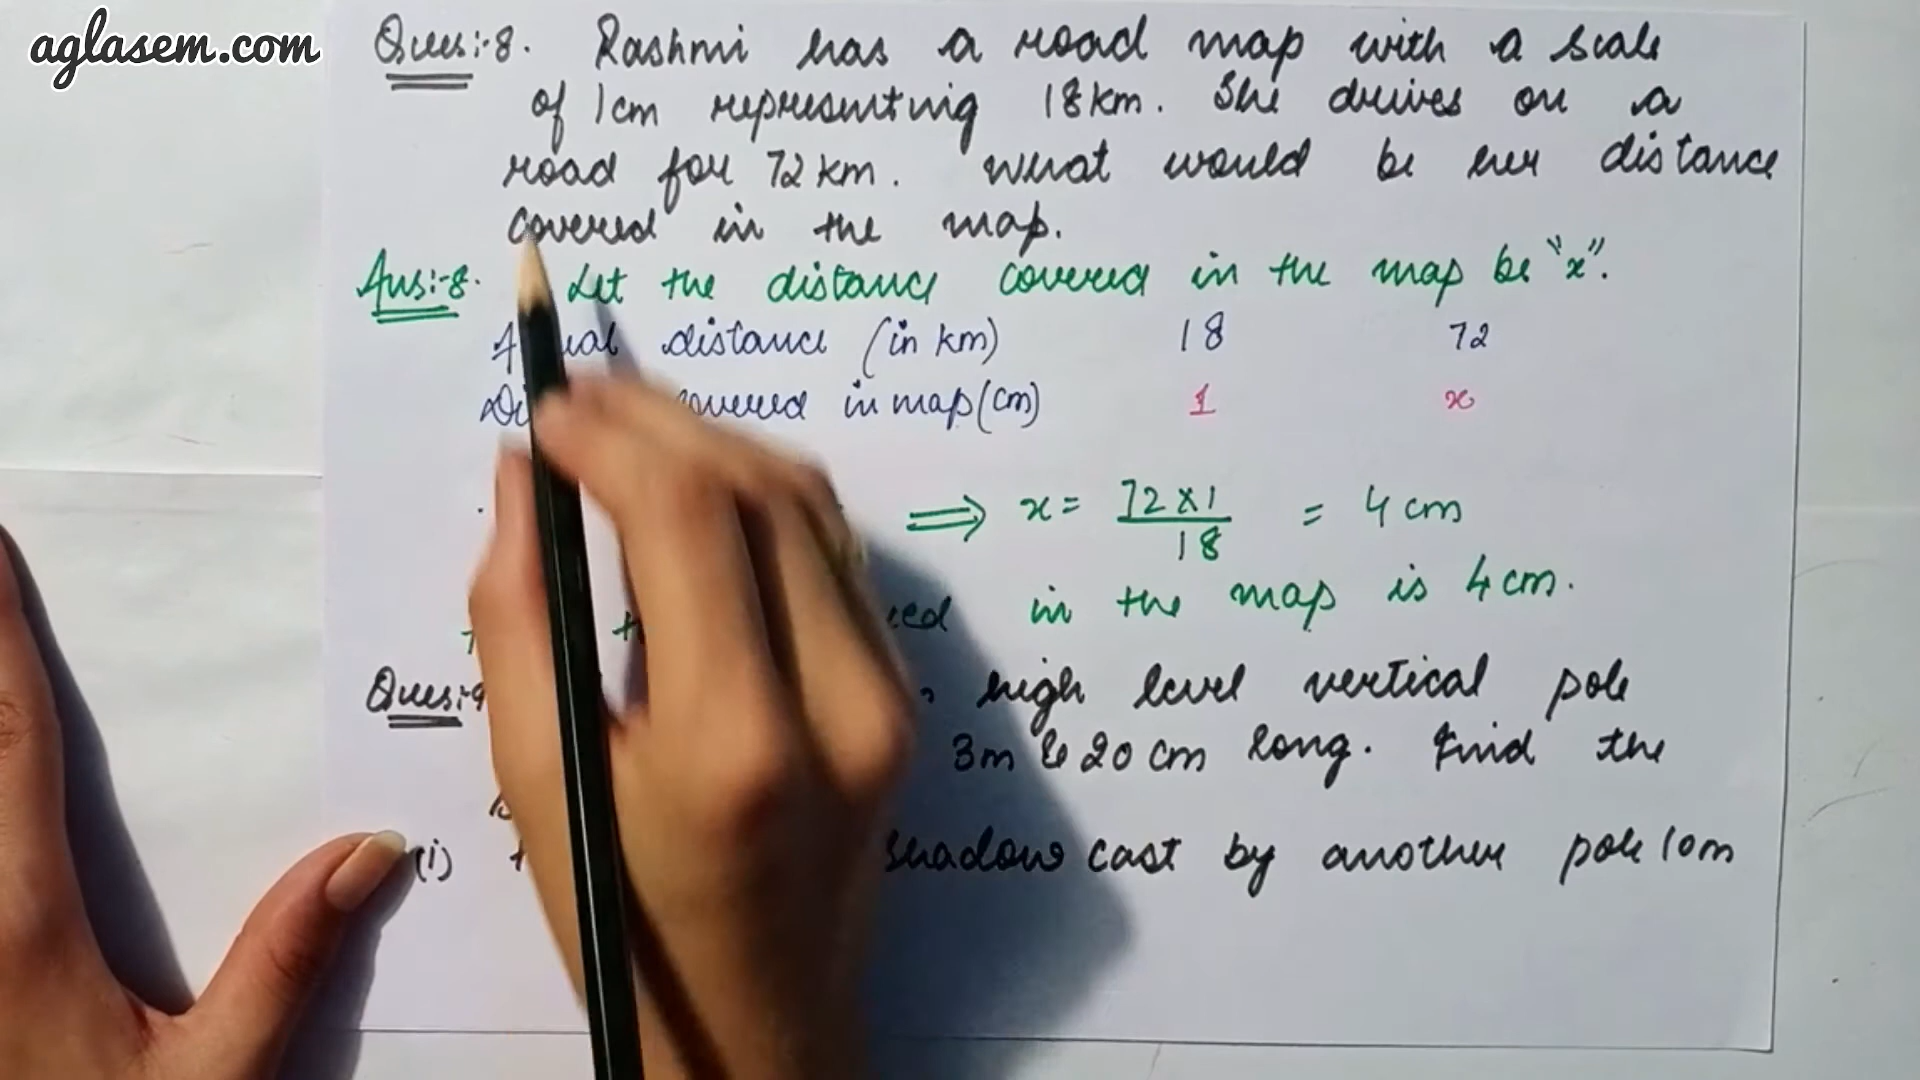 aglasem.com
Ques:-8. Rashmi has a road map with a scale
of 1cm representing 18km. She drives on a
road for 72km. What would be her distance
covered in the map.
Ans:-8. Let the distance covered in the map be "x".
distance (in km) 18 72
covered in map (cm) 1 x
⟹ x = 72×1/18 = 4 cm
in the map is 4cm.
Ques:-9 high level vertical pole
3m & 20 cm long. Find the
(i) shadow cast by another pole 10m